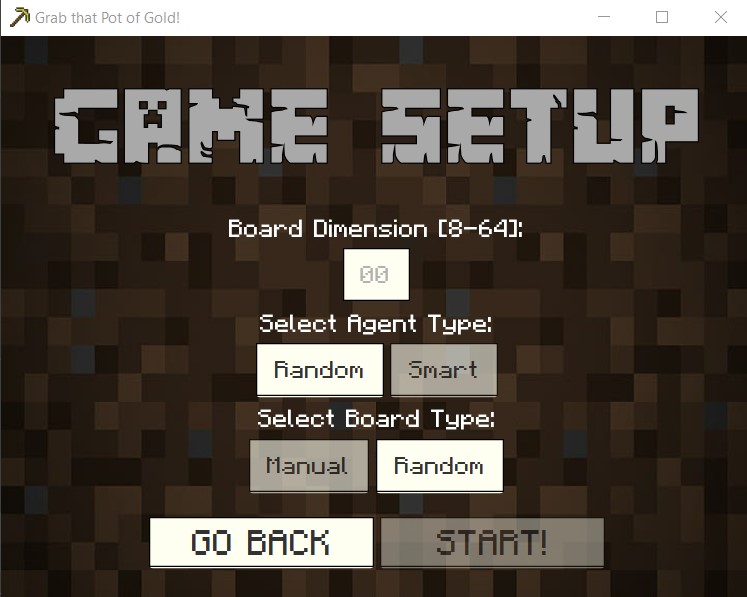 Grab that Pot of Gold!
GAME SETUP
Board Dimension [8-64]:
00
Select Agent Type:
Random Smart
Select Board Type:
Manual Random
GO BACK START!